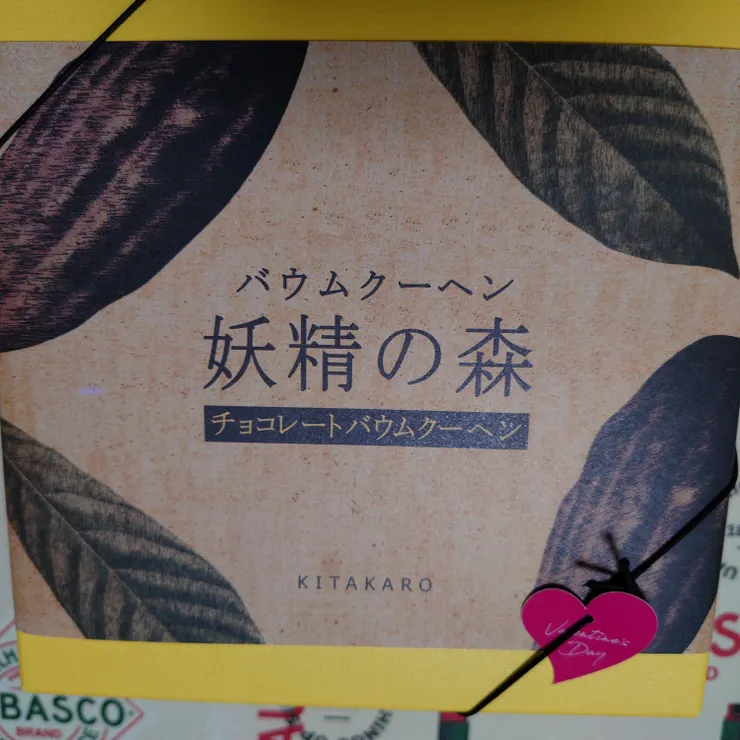 バウムクーヘン
妖精の森
チョコレートバウムクーヘン
KITAKARO
Valentine's
Day
BASCO
BRAND